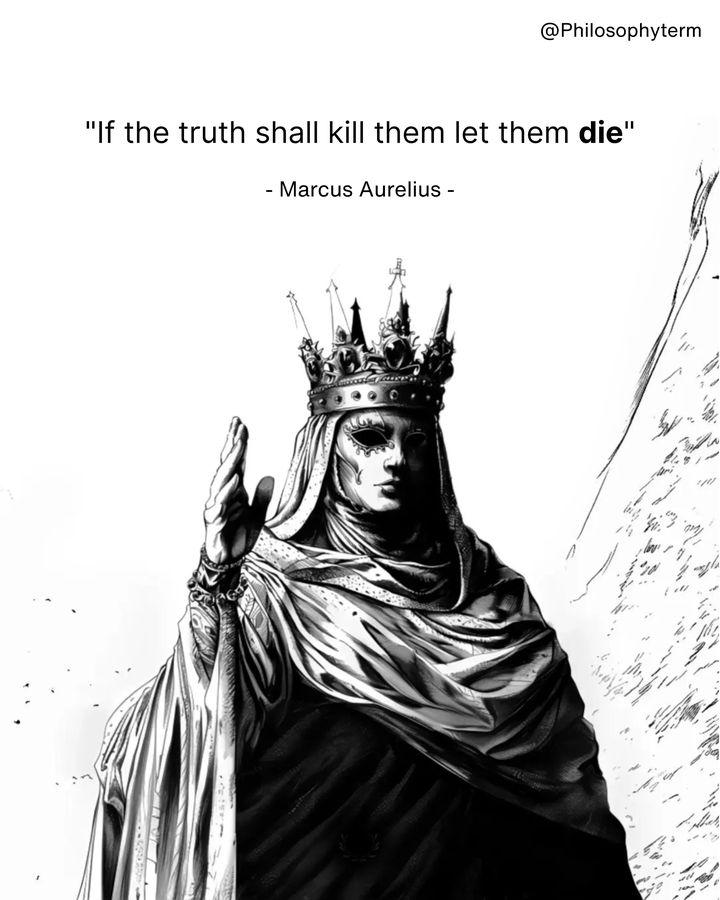 @Philosophyterm
"If the truth shall kill them let them die"
- Marcus Aurelius -